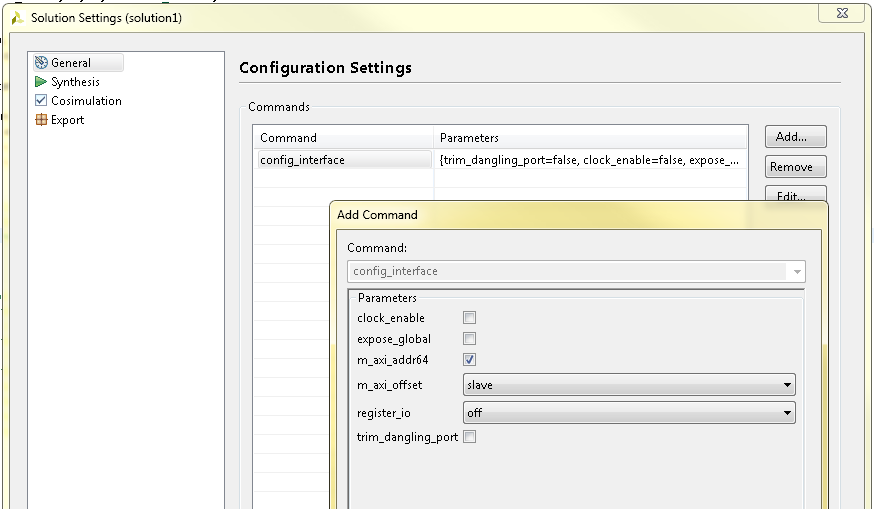 Solution Settings (solution1)
General
Synthesis
Cosimulation
Export
Configuration Settings
Commands
Command Parameters
config_interface {trim_dangling_port=false, clock_enable=false, expose_...
Add...
Remove
Edit...
Add Command
Command:
config_interface
Parameters
clock_enable
expose_global
m_axi_addr64
m_axi_offset slave
register_io off
trim_dangling_port